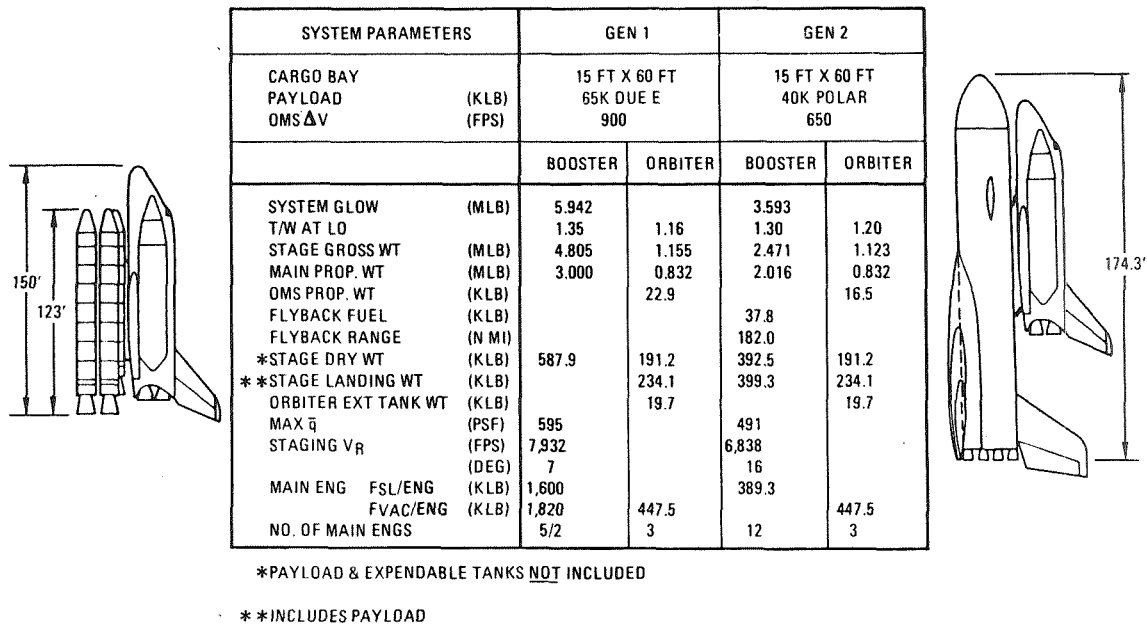 SYSTEM PARAMETERS GEN 1 GEN 2
CARGO BAY 15 FT X 60 FT 15 FT X 60 FT
PAYLOAD (KLB) 65K DUE E 40K POLAR
OMS ΔV (FPS) 900 650
BOOSTER ORBITER BOOSTER ORBITER
SYSTEM GLOW (MLB) 5.942 3.593
T/W AT LO 1.35 1.16 1.30 1.20
STAGE GROSS WT (MLB) 4.805 1.155 2.471 1.123
MAIN PROP. WT (MLB) 3.000 0.832 2.016 0.832
OMS PROP. WT (KLB) 22.9 16.5
FLYBACK FUEL (KLB) 37.8
FLYBACK RANGE (N MI) 182.0
*STAGE DRY WT (KLB) 587.9 191.2 392.5 191.2
**STAGE LANDING WT (KLB) 234.1 399.3 234.1
ORBITER EXT TANK WT (KLB) 19.7 19.7
MAX q̅ (PSF) 595 491
STAGING VR (FPS) 7,932 6,838
(DEG) 7 16
MAIN ENG FSL/ENG (KLB) 1,600 389.3
FVAC/ENG (KLB) 1,820 447.5 447.5
NO. OF MAIN ENGS 5/2 3 12 3
150'
123'
174.3'
*PAYLOAD & EXPENDABLE TANKS NOT INCLUDED
**INCLUDES PAYLOAD